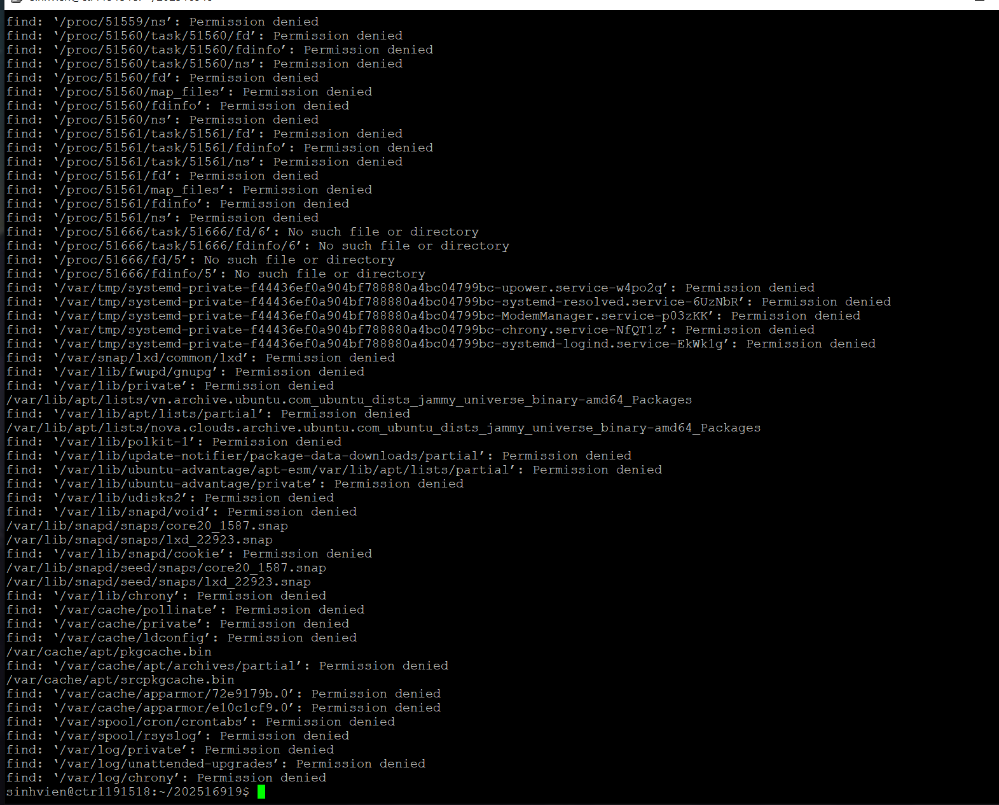 find: ‘/proc/51559/ns’: Permission denied
find: ‘/proc/51560/task/51560/fd’: Permission denied
find: ‘/proc/51560/task/51560/fdinfo’: Permission denied
find: ‘/proc/51560/task/51560/ns’: Permission denied
find: ‘/proc/51560/fd’: Permission denied
find: ‘/proc/51560/map_files’: Permission denied
find: ‘/proc/51560/fdinfo’: Permission denied
find: ‘/proc/51560/ns’: Permission denied
find: ‘/proc/51561/task/51561/fd’: Permission denied
find: ‘/proc/51561/task/51561/fdinfo’: Permission denied
find: ‘/proc/51561/task/51561/ns’: Permission denied
find: ‘/proc/51561/fd’: Permission denied
find: ‘/proc/51561/map_files’: Permission denied
find: ‘/proc/51561/fdinfo’: Permission denied
find: ‘/proc/51561/ns’: Permission denied
find: ‘/proc/51666/task/51666/fd/6’: No such file or directory
find: ‘/proc/51666/task/51666/fdinfo/6’: No such file or directory
find: ‘/proc/51666/fd/5’: No such file or directory
find: ‘/proc/51666/fdinfo/5’: No such file or directory
find: ‘/var/tmp/systemd-private-f44436ef0a904bf788880a4bc04799bc-upower.service-w4po2q’: Permission denied
find: ‘/var/tmp/systemd-private-f44436ef0a904bf788880a4bc04799bc-systemd-resolved.service-6UzNbR’: Permission denied
find: ‘/var/tmp/systemd-private-f44436ef0a904bf788880a4bc04799bc-ModemManager.service-p03zKK’: Permission denied
find: ‘/var/tmp/systemd-private-f44436ef0a904bf788880a4bc04799bc-chrony.service-NfQT1z’: Permission denied
find: ‘/var/tmp/systemd-private-f44436ef0a904bf788880a4bc04799bc-systemd-logind.service-EkWk1g’: Permission denied
find: ‘/var/snap/lxd/common/lxd’: Permission denied
find: ‘/var/lib/fwupd/gnupg’: Permission denied
find: ‘/var/lib/private’: Permission denied
/var/lib/apt/lists/vn.archive.ubuntu.com_ubuntu_dists_jammy_universe_binary-amd64_Packages
find: ‘/var/lib/apt/lists/partial’: Permission denied
/var/lib/apt/lists/nova.clouds.archive.ubuntu.com_ubuntu_dists_jammy_universe_binary-amd64_Packages
find: ‘/var/lib/polkit-1’: Permission denied
find: ‘/var/lib/update-notifier/package-data-downloads/partial’: Permission denied
find: ‘/var/lib/ubuntu-advantage/apt-esm/var/lib/apt/lists/partial’: Permission denied
find: ‘/var/lib/ubuntu-advantage/private’: Permission denied
find: ‘/var/lib/udisks2’: Permission denied
find: ‘/var/lib/snapd/void’: Permission denied
/var/lib/snapd/snaps/core20_1587.snap
/var/lib/snapd/snaps/lxd_22923.snap
find: ‘/var/lib/snapd/cookie’: Permission denied
/var/lib/snapd/seed/snaps/core20_1587.snap
/var/lib/snapd/seed/snaps/lxd_22923.snap
find: ‘/var/lib/chrony’: Permission denied
find: ‘/var/cache/pollinate’: Permission denied
find: ‘/var/cache/private’: Permission denied
find: ‘/var/cache/ldconfig’: Permission denied
/var/cache/apt/pkgcache.bin
find: ‘/var/cache/apt/archives/partial’: Permission denied
/var/cache/apt/srcpkgcache.bin
find: ‘/var/cache/apparmor/72e9179b.0’: Permission denied
find: ‘/var/cache/apparmor/e10c1cf9.0’: Permission denied
find: ‘/var/spool/cron/crontabs’: Permission denied
find: ‘/var/spool/rsyslog’: Permission denied
find: ‘/var/log/private’: Permission denied
find: ‘/var/log/unattended-upgrades’: Permission denied
find: ‘/var/log/chrony’: Permission denied
sinhvien@ctr1191518:~/202516919$